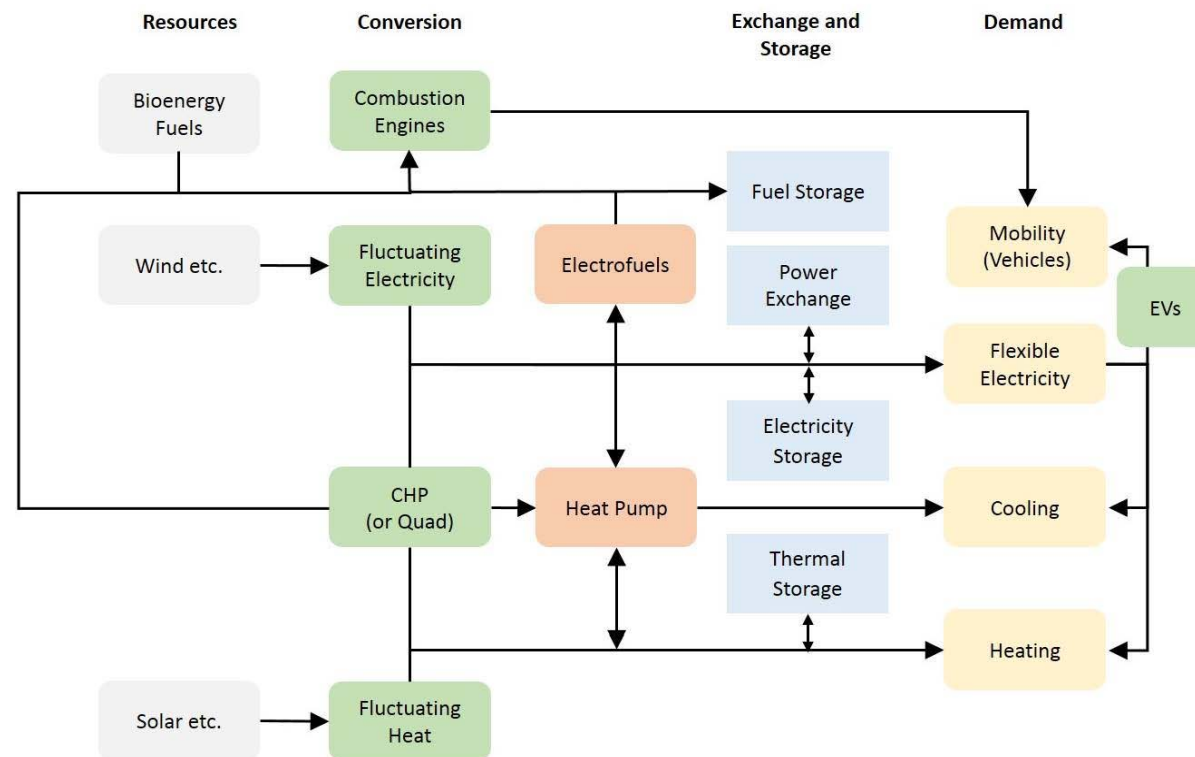 Resources
Conversion
Exchange and
Storage
Demand
Bioenergy
Fuels
Combustion
Engines
Fuel Storage
Wind etc.
Fluctuating
Electricity
Electrofuels
Power
Exchange
Mobility
(Vehicles)
EVs
Flexible
Electricity
Electricity
Storage
CHP
(or Quad)
Heat Pump
Cooling
Thermal
Storage
Heating
Solar etc.
Fluctuating
Heat